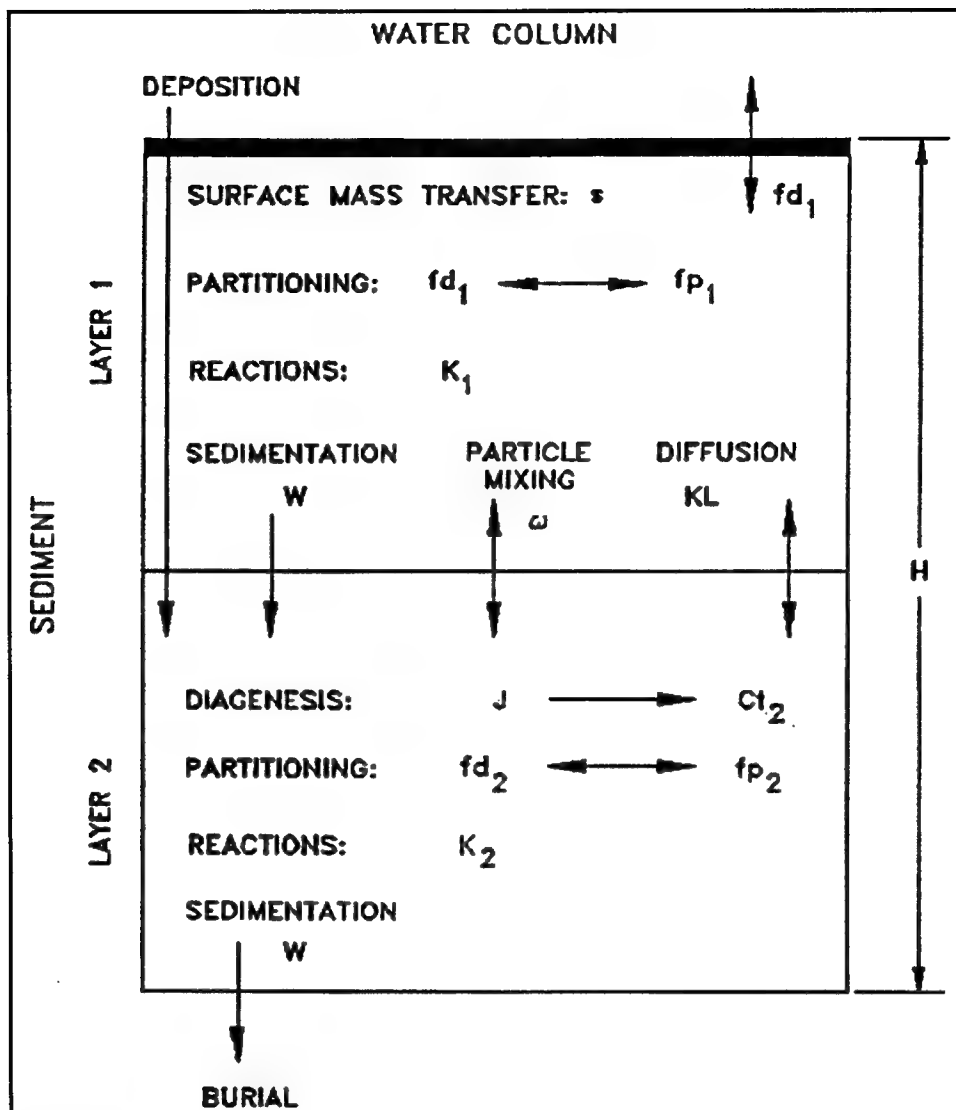 WATER COLUMN
DEPOSITION
SURFACE MASS TRANSFER: s fd₁
PARTITIONING: fd₁ fp₁
REACTIONS: K₁
SEDIMENTATION PARTICLE MIXING DIFFUSION
W ω KL
LAYER 1
SEDIMENT
H
DIAGENESIS: J Ct₂
PARTITIONING: fd₂ fp₂
REACTIONS: K₂
SEDIMENTATION
W
LAYER 2
BURIAL